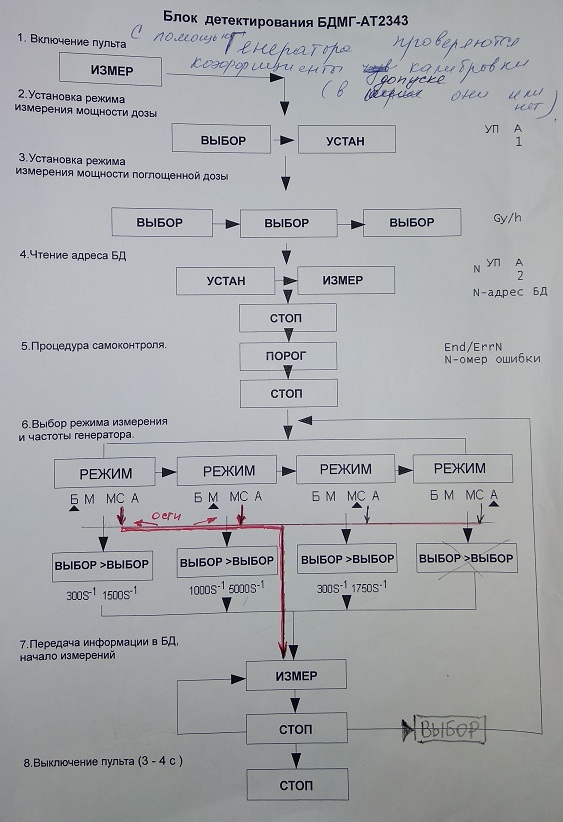 Блок детектирования БДМГ-АТ2343
1. Включение пульта
С помощью Генератора проверяются
коэффициенты калибровки
(в допуске они или
нет)
ИЗМЕР
2.Установка режима
измерения мощности дозы
ВЫБОР УСТАН
УП А
1
3.Установка режима
измерения мощности поглощенной дозы
ВЫБОР ВЫБОР ВЫБОР
Gy/h
4.Чтение адреса БД
УСТАН ИЗМЕР
N УП А
2
N-адрес БД
СТОП
5.Процедура самоконтроля.
ПОРОГ
End/ErrN
N-омер ошибки
СТОП
6.Выбор режима измерения
и частоты генератора.
РЕЖИМ РЕЖИМ РЕЖИМ РЕЖИМ
Б М МС А Б М МС А Б М МС А Б М МС А
ости
ВЫБОР >ВЫБОР ВЫБОР >ВЫБОР ВЫБОР >ВЫБОР ВЫБОР >ВЫБОР
300S-1 1500S-1 1000S-1 5000S-1 300S-1 1750S-1
7.Передача информации в БД,
начало измерений
ИЗМЕР
СТОП ВЫБОР
8.Выключение пульта (3 - 4 с )
СТОП